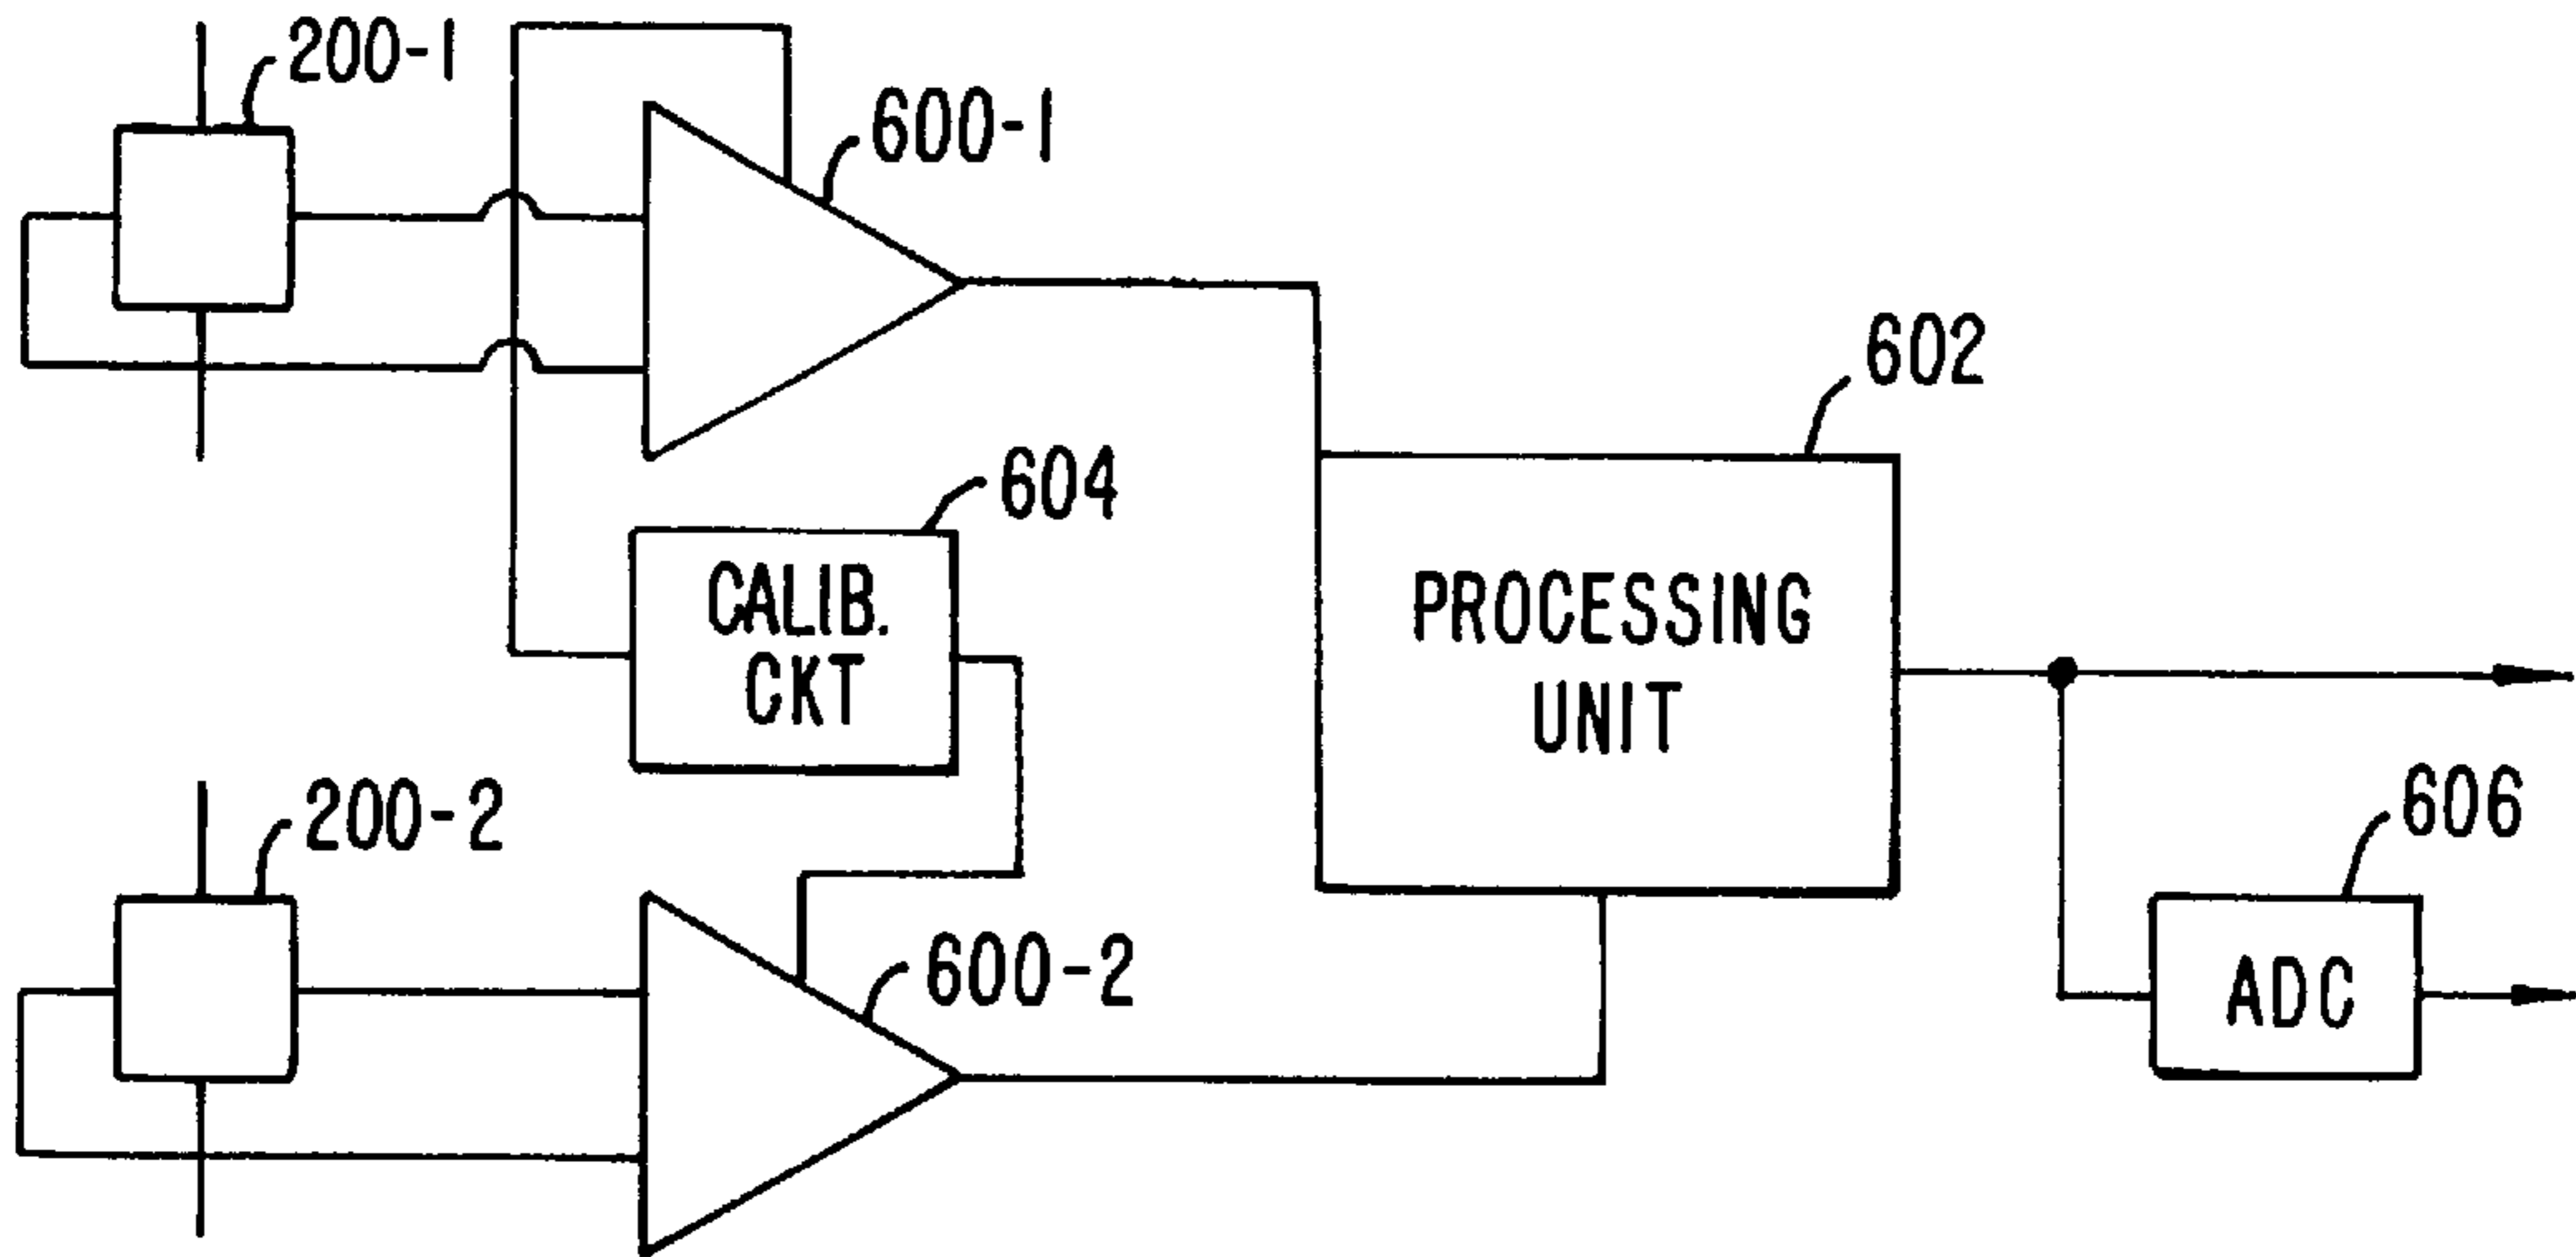 200-1
600-1
602
604
CALIB.
CKT
PROCESSING
UNIT
200-2
606
600-2
ADC